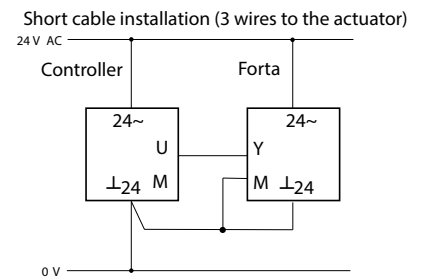 Short cable installation (3 wires to the actuator)
24 V AC
Controller Forta
24~ 24~
U Y
⊥24 M M ⊥24
0 V